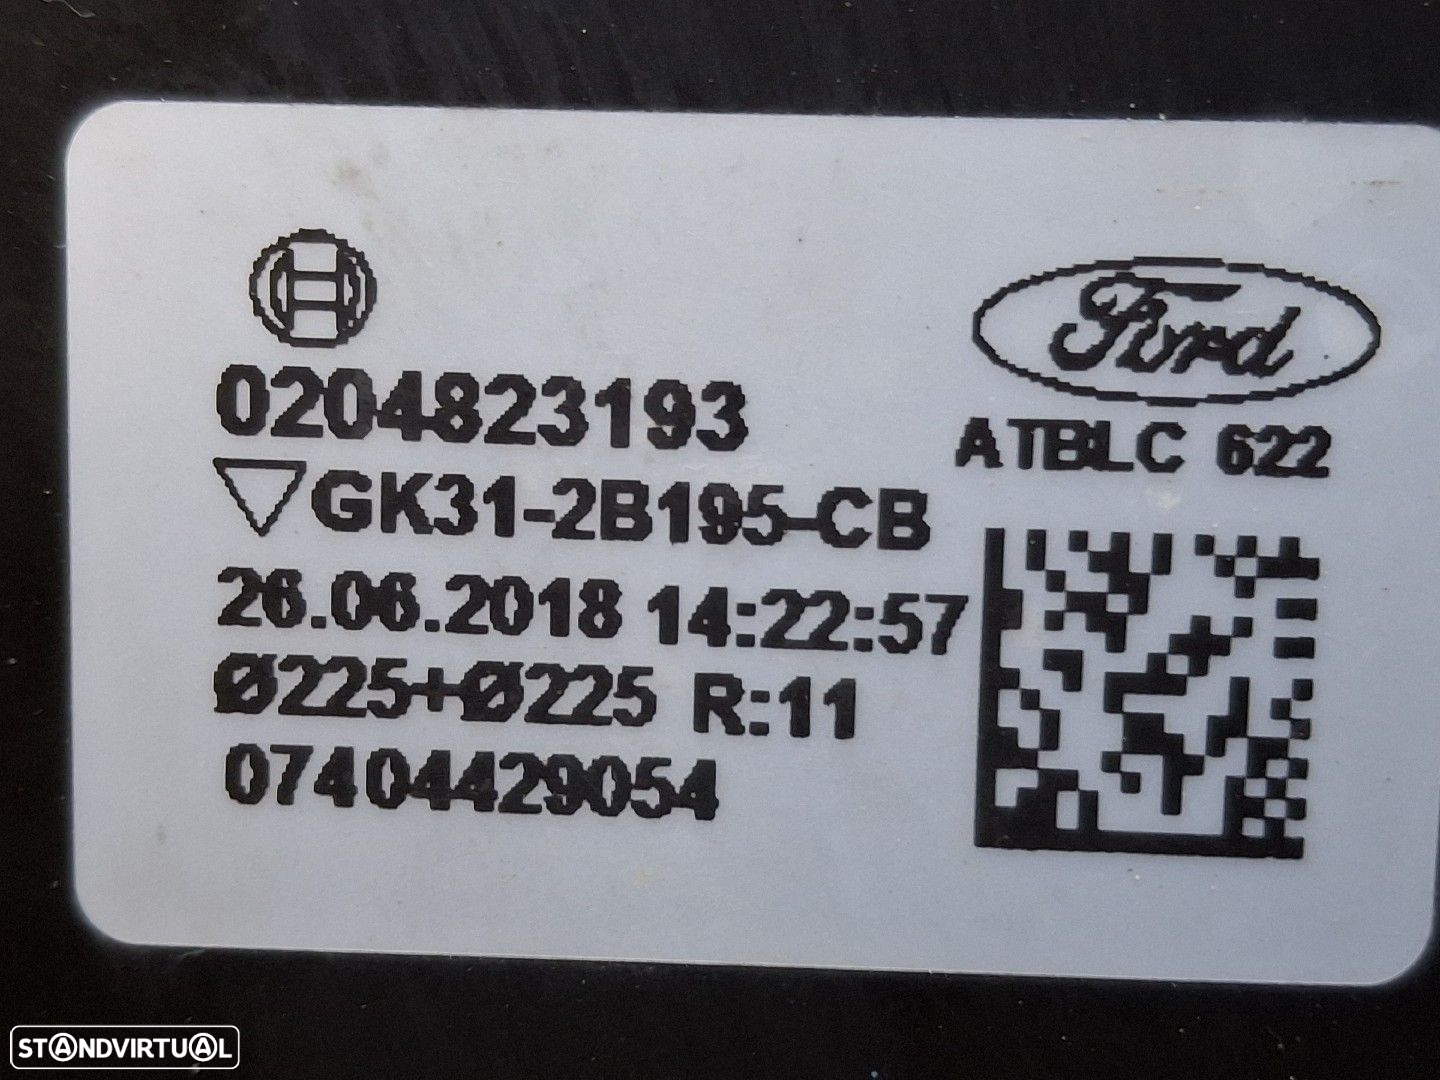 0204823193
Ford
ATBLC 622
GK31-2B195-CB
26.06.2018 14:22:57
Ø225+Ø225 R:11
07404429054
STANDVIRTUAL